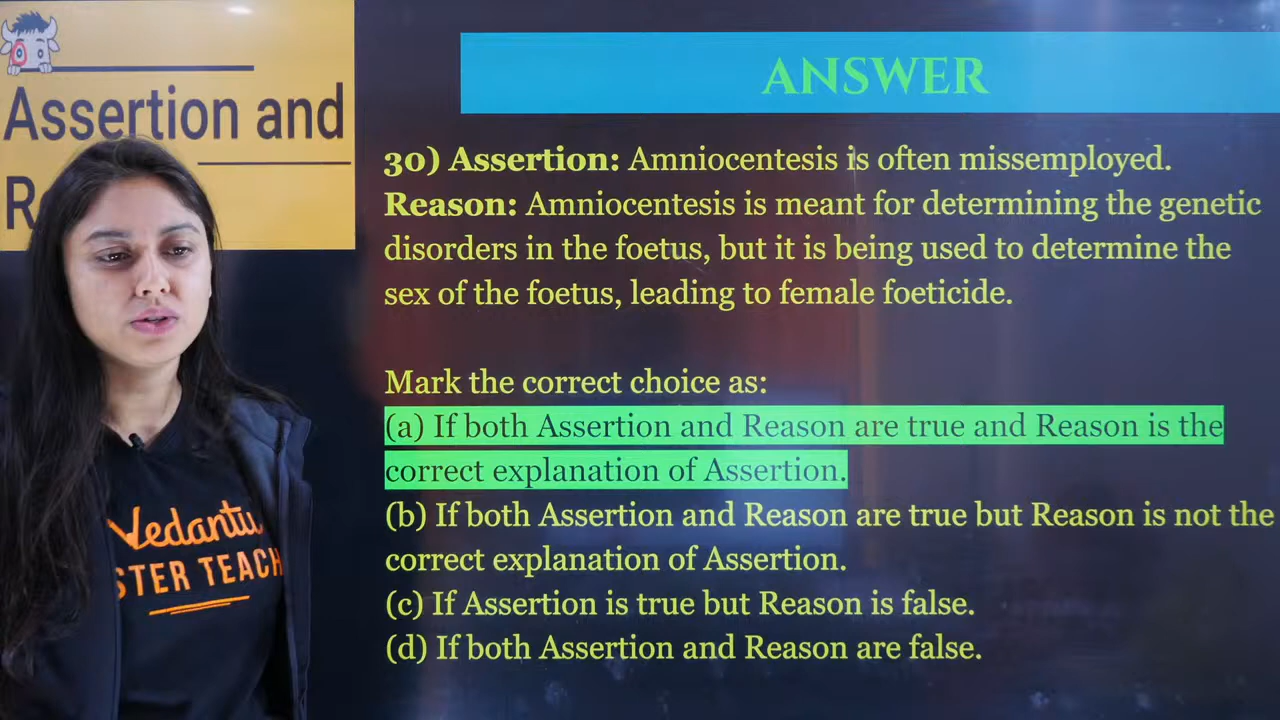 Assertion and
R
ANSWER
30) Assertion: Amniocentesis is often missemployed.
Reason: Amniocentesis is meant for determining the genetic
disorders in the foetus, but it is being used to determine the
sex of the foetus, leading to female foeticide.
Mark the correct choice as:
(a) If both Assertion and Reason are true and Reason is the
correct explanation of Assertion.
(b) If both Assertion and Reason are true but Reason is not the
correct explanation of Assertion.
(c) If Assertion is true but Reason is false.
(d) If both Assertion and Reason are false.
Vedantu
STER TEACH